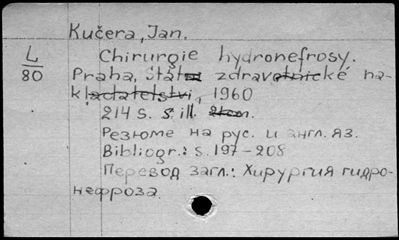 Kučera, Jan.
L
80
Chirurgie hydronefrosy.
Praha, Státní zdravotnické na-
kladatelství, 1960
214 s. s ill.
Резюме на рус. и англ. яз.
Bibliogr.: s. 197-208
Перевод загл.: Хирургия гидро-
нефроза.